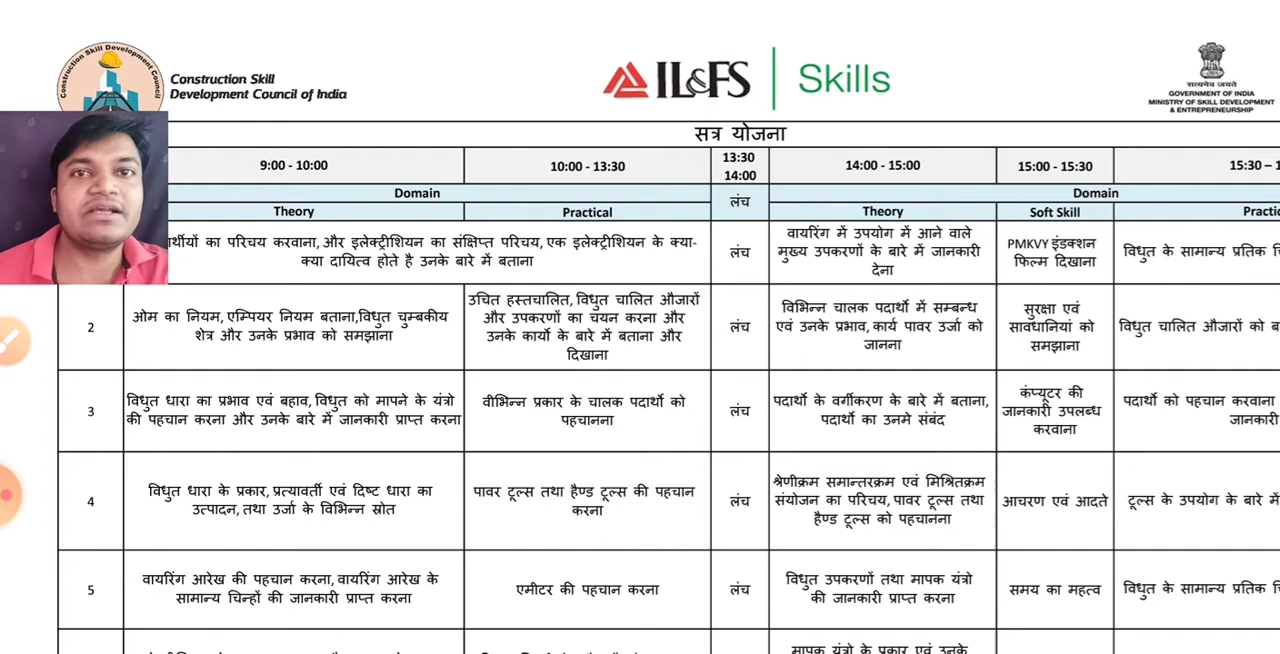 Construction Skill Development Council
Construction Skill
Development Council of India
IL&FS Skills
सत्यमेव जयते
GOVERNMENT OF INDIA
MINISTRY OF SKILL DEVELOPMENT
& ENTREPRENEURSHIP
सत्र योजना
9:00 - 10:00 10:00 - 13:30 13:30 14:00 14:00 - 15:00 15:00 - 15:30 15:30 –
Domain लंच Domain
Theory Practical Theory Soft Skill
का परिचय करवाना, और इलेक्ट्रीशियन का संक्षिप्त परिचय, एक इलेक्ट्रीशियन के क्या-
क्या दायित्व होते है उनके बारे में बताना
लंच
वायरिंग में उपयोग में आने वाले
मुख्य उपकरणों के बारे में जानकारी
देना
PMKVY इंडक्शन
फिल्म दिखाना
विधुत के सामान्य प्रतिक
2
ओम का नियम, एम्पियर नियम बताना,विधुत चुम्बकीय
शेत्र और उनके प्रभाव को समझाना
उचित हस्तचालित, विधुत चालित औजारों
और उपकरणों का चयन करना और
उनके कार्यो के बारे में बताना और
दिखाना
लंच
विभिन्न चालक पदार्थो में सम्बन्ध
एवं उनके प्रभाव, कार्य पावर उर्जा को
जानना
सुरक्षा एवं
सावधानियां को
समझाना
विधुत चालित औजारों को
3
विधुत धारा का प्रभाव एवं बहाव, विधुत को मापने के यंत्रो
की पहचान करना और उनके बारे में जानकारी प्राप्त करना
वीभिन्न प्रकार के चालक पदार्थो को
पहचानना
लंच
पदार्थो के वर्गीकरण के बारे में बताना,
पदार्थो का उनमे संबंद
कंप्यूटर की
जानकारी उपलब्ध
करवाना
पदार्थो को पहचान करवाना
जानकारी
4
विधुत धारा के प्रकार, प्रत्यावर्ती एवं दिष्ट धारा का
उत्पादन, तथा उर्जा के विभिन्न स्रोत
पावर टूल्स तथा हैण्ड टूल्स की पहचान
करना
लंच
श्रेणीक्रम समान्तरक्रम एवं मिश्रितक्रम
संयोजन का परिचय, पावर टूल्स तथा
हैण्ड टूल्स को पहचानना
आचरण एवं आदते
टूल्स के उपयोग के बारे में
5
वायरिंग आरेख की पहचान करना, वायरिंग आरेख के
सामान्य चिन्हों की जानकारी प्राप्त करना
एमीटर की पहचान करना
लंच
विधुत उपकरणों तथा मापक यंत्रो
की जानकारी प्राप्त करना
समय का महत्व
विधुत के सामान्य प्रतिक
मापक यंत्रो के प्रकार एवं उनके